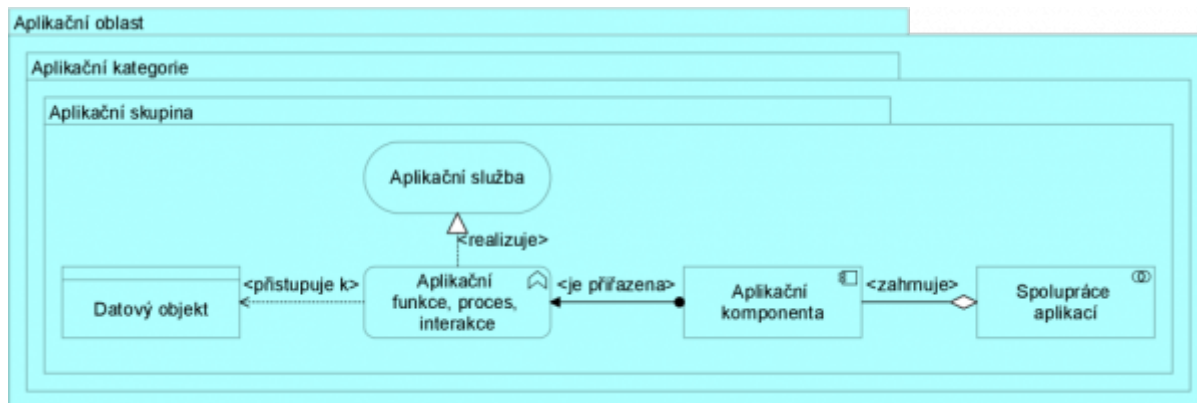 Aplikační oblast
Aplikační kategorie
Aplikační skupina
Aplikační služba
<realizuje>
Datový objekt
<přistupuje k>
Aplikační
funkce, proces,
interakce
<je přiřazena>
Aplikační
komponenta
<zahrnuje>
Spolupráce
aplikací